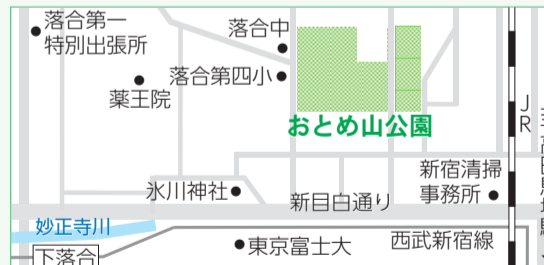 落合第一
特別出張所
落合中
落合第四小
薬王院
おとめ山公園
JR
新宿清掃
事務所
氷川神社
新目白通り
妙正寺川
下落合
東京富士大
西武新宿線